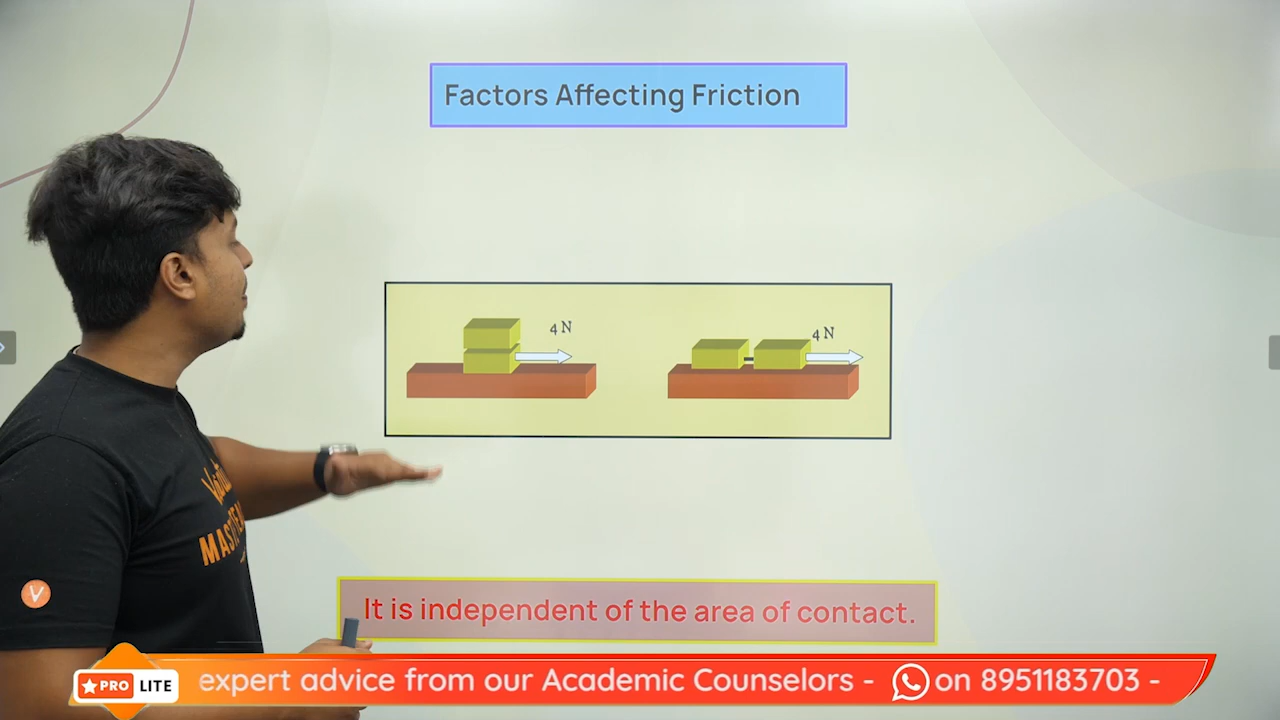 Factors Affecting Friction
4 N
4 N
It is independent of the area of contact.
MASTE
V
PRO LITE
expert advice from our Academic Counselors - on 8951183703 -